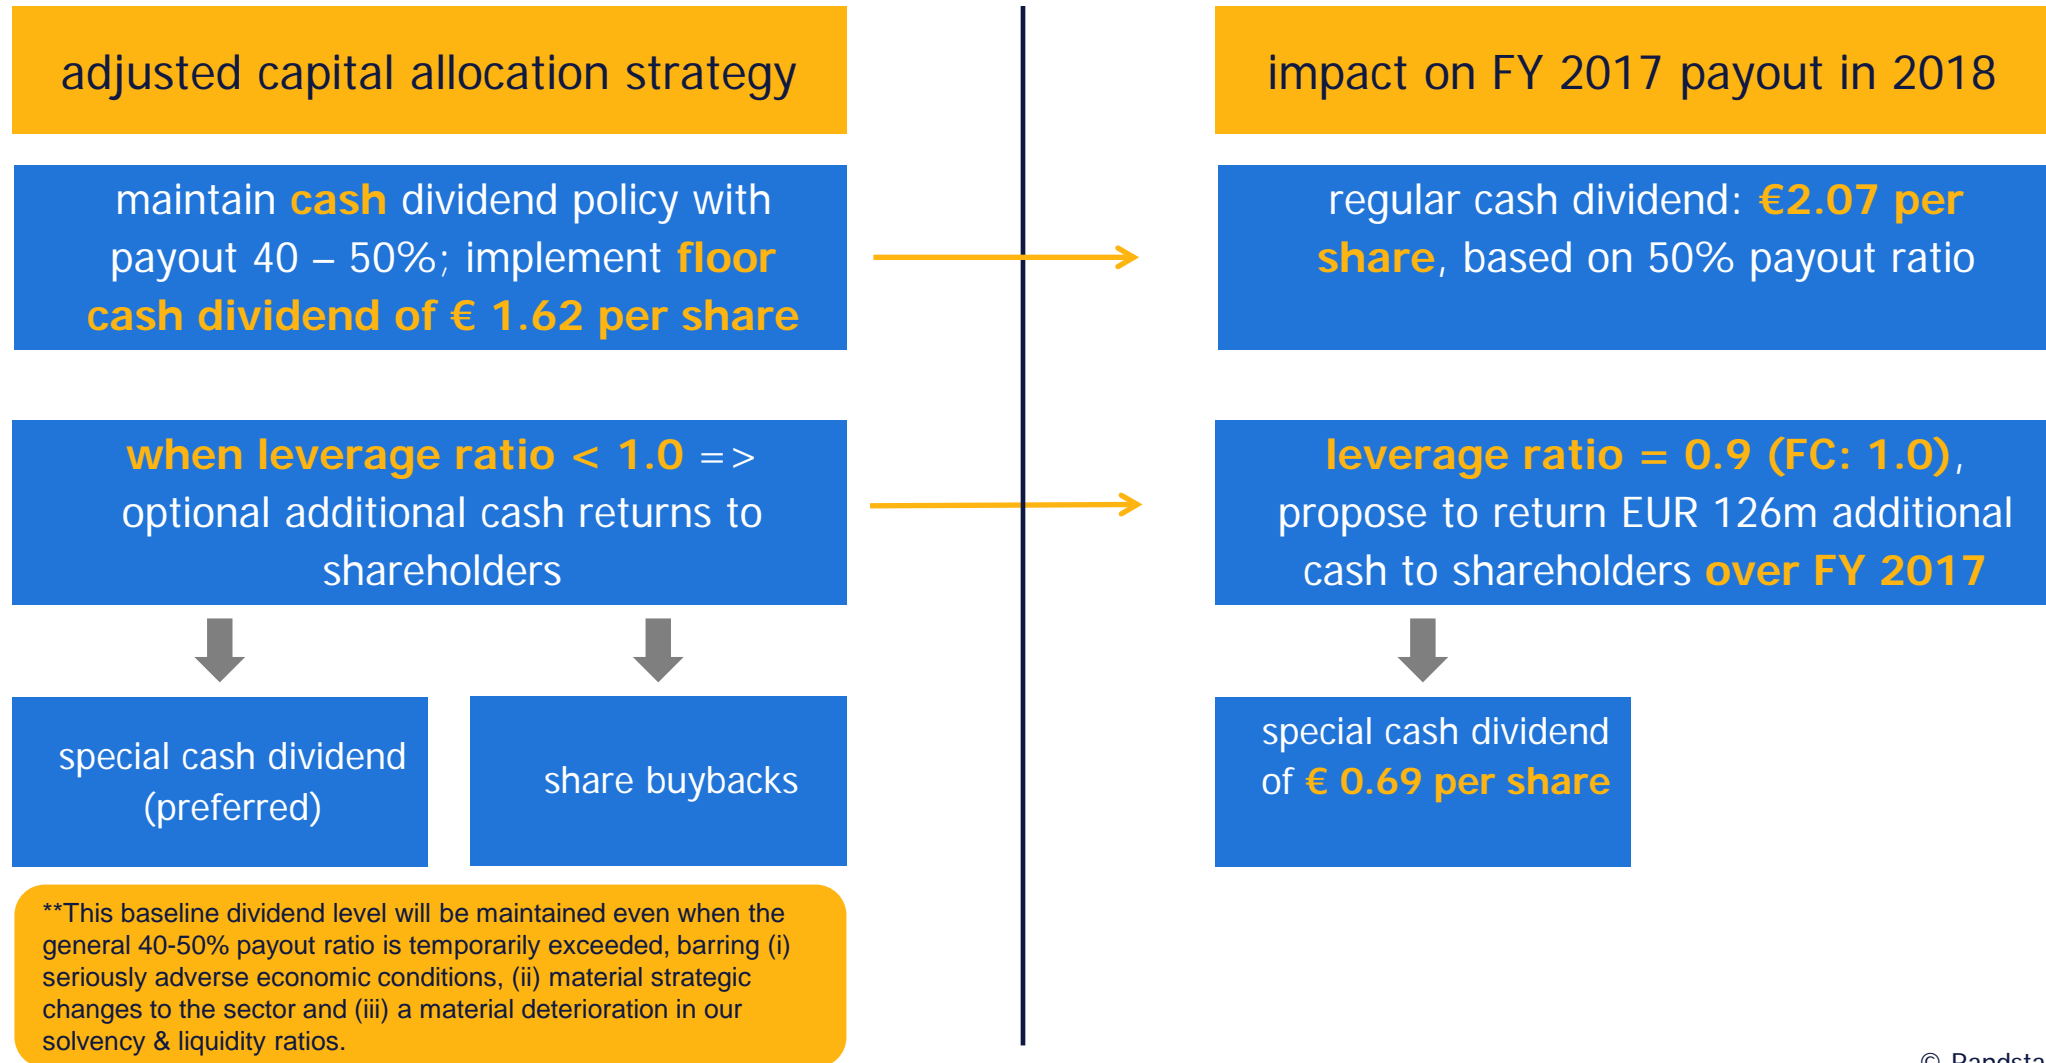 adjusted capital allocation strategy
maintain cash dividend policy with
payout 40 – 50%; implement floor
cash dividend of € 1.62 per share
when leverage ratio < 1.0 =>
optional additional cash returns to
shareholders
special cash dividend
(preferred)
share buybacks
**This baseline dividend level will be maintained even when the
general 40-50% payout ratio is temporarily exceeded, barring (i)
seriously adverse economic conditions, (ii) material strategic
changes to the sector and (iii) a material deterioration in our
solvency & liquidity ratios.
impact on FY 2017 payout in 2018
regular cash dividend: €2.07 per
share, based on 50% payout ratio
leverage ratio = 0.9 (FC: 1.0),
propose to return EUR 126m additional
cash to shareholders over FY 2017
special cash dividend
of € 0.69 per share
©